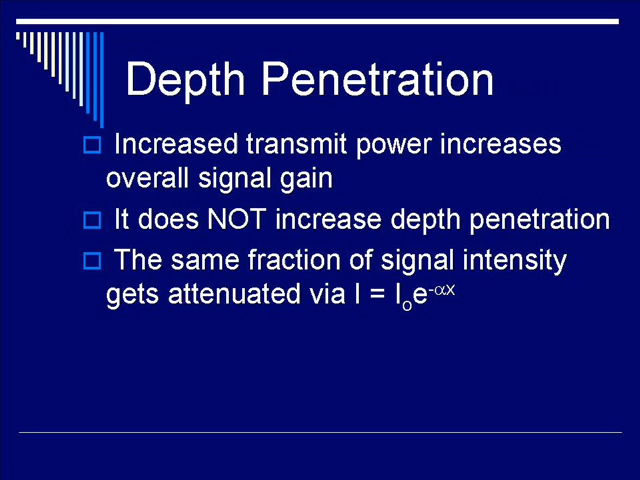 Depth Penetration
Increased transmit power increases
overall signal gain
It does NOT increase depth penetration
The same fraction of signal intensity
gets attenuated via I = Iₒe⁻ᵅˣ